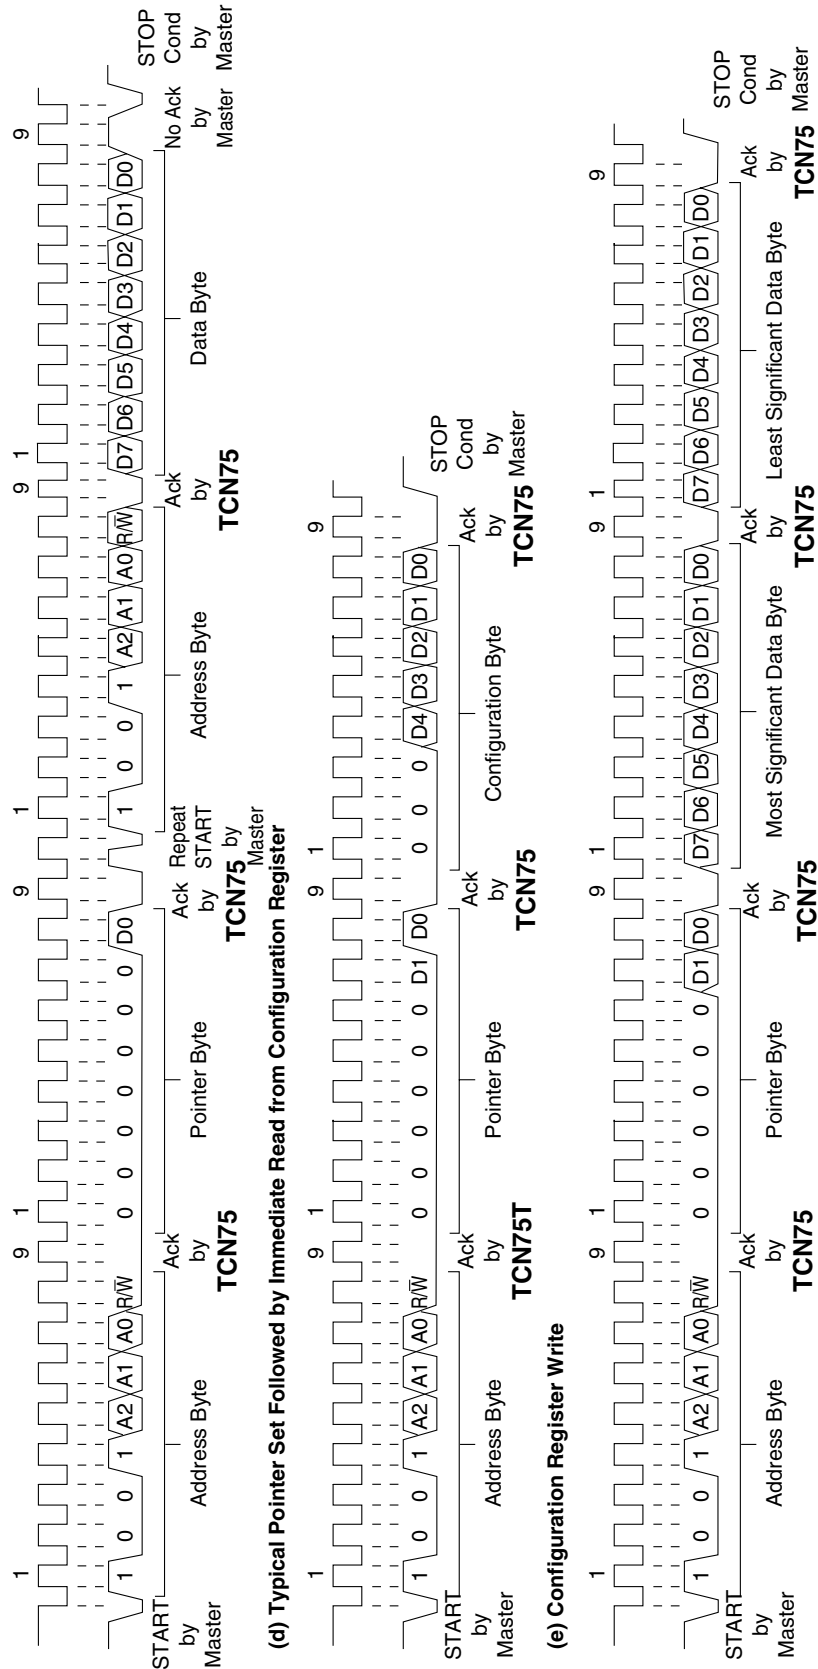 1 9 1 9 1 9 1 9
1 0 0 1 A2 A1 A0 R/W̅ 0 0 0 0 0 0 0 D0 1 0 0 1 A2 A1 A0 R/W̅ D7 D6 D5 D4 D3 D2 D1 D0
START
by
Master
Address Byte
Ack
by
TCN75
Pointer Byte
Ack
by
TCN75
Repeat
START
by
Master
Address Byte
Ack
by
TCN75
Data Byte
No Ack
by
Master
STOP
Cond
by
Master
(d) Typical Pointer Set Followed by Immediate Read from Configuration Register
1 9 1 9 1 9
1 0 0 1 A2 A1 A0 R/W̅ 0 0 0 0 0 0 D1 D0 0 0 0 D4 D3 D2 D1 D0
START
by
Master
Address Byte
Ack
by
TCN75T
Pointer Byte
Ack
by
TCN75
Configuration Byte
Ack
by
TCN75
STOP
Cond
by
Master
(e) Configuration Register Write
1 9 1 9 1 9 1 9
1 0 0 1 A2 A1 A0 R/W̅ 0 0 0 0 0 0 D1 D0 D7 D6 D5 D4 D3 D2 D1 D0 D7 D6 D5 D4 D3 D2 D1 D0
START
by
Master
Address Byte
Ack
by
TCN75
Pointer Byte
Ack
by
TCN75
Most Significant Data Byte
Ack
by
TCN75
Least Significant Data Byte
Ack
by
TCN75
STOP
Cond
by
Master